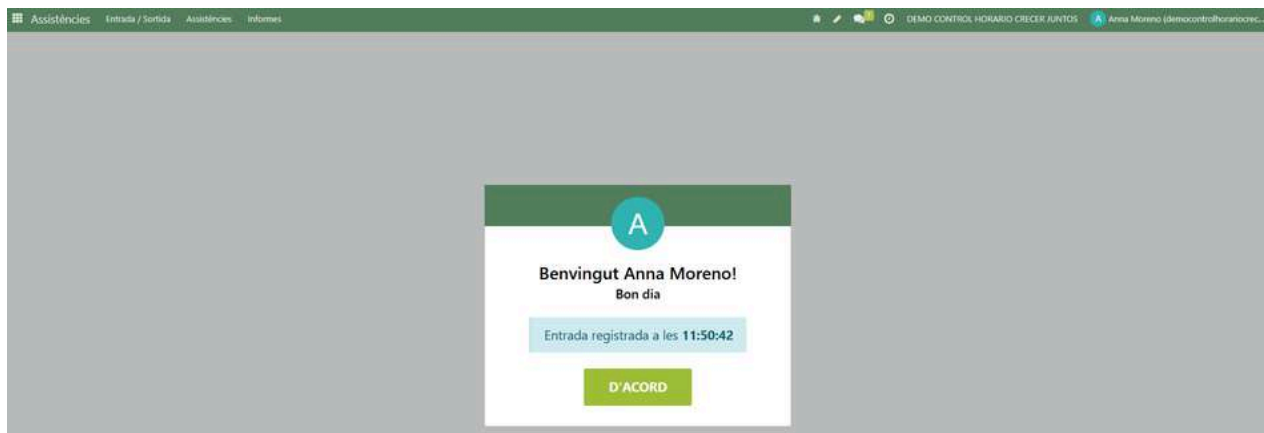 Assistències Entrada / Sortida Assistències Informes DEMO CONTROL HORARIO CRECER JUNTOS A Anna Moreno (democontrolhorariocrec...
A
Benvingut Anna Moreno!
Bon dia
Entrada registrada a les 11:50:42
D'ACORD